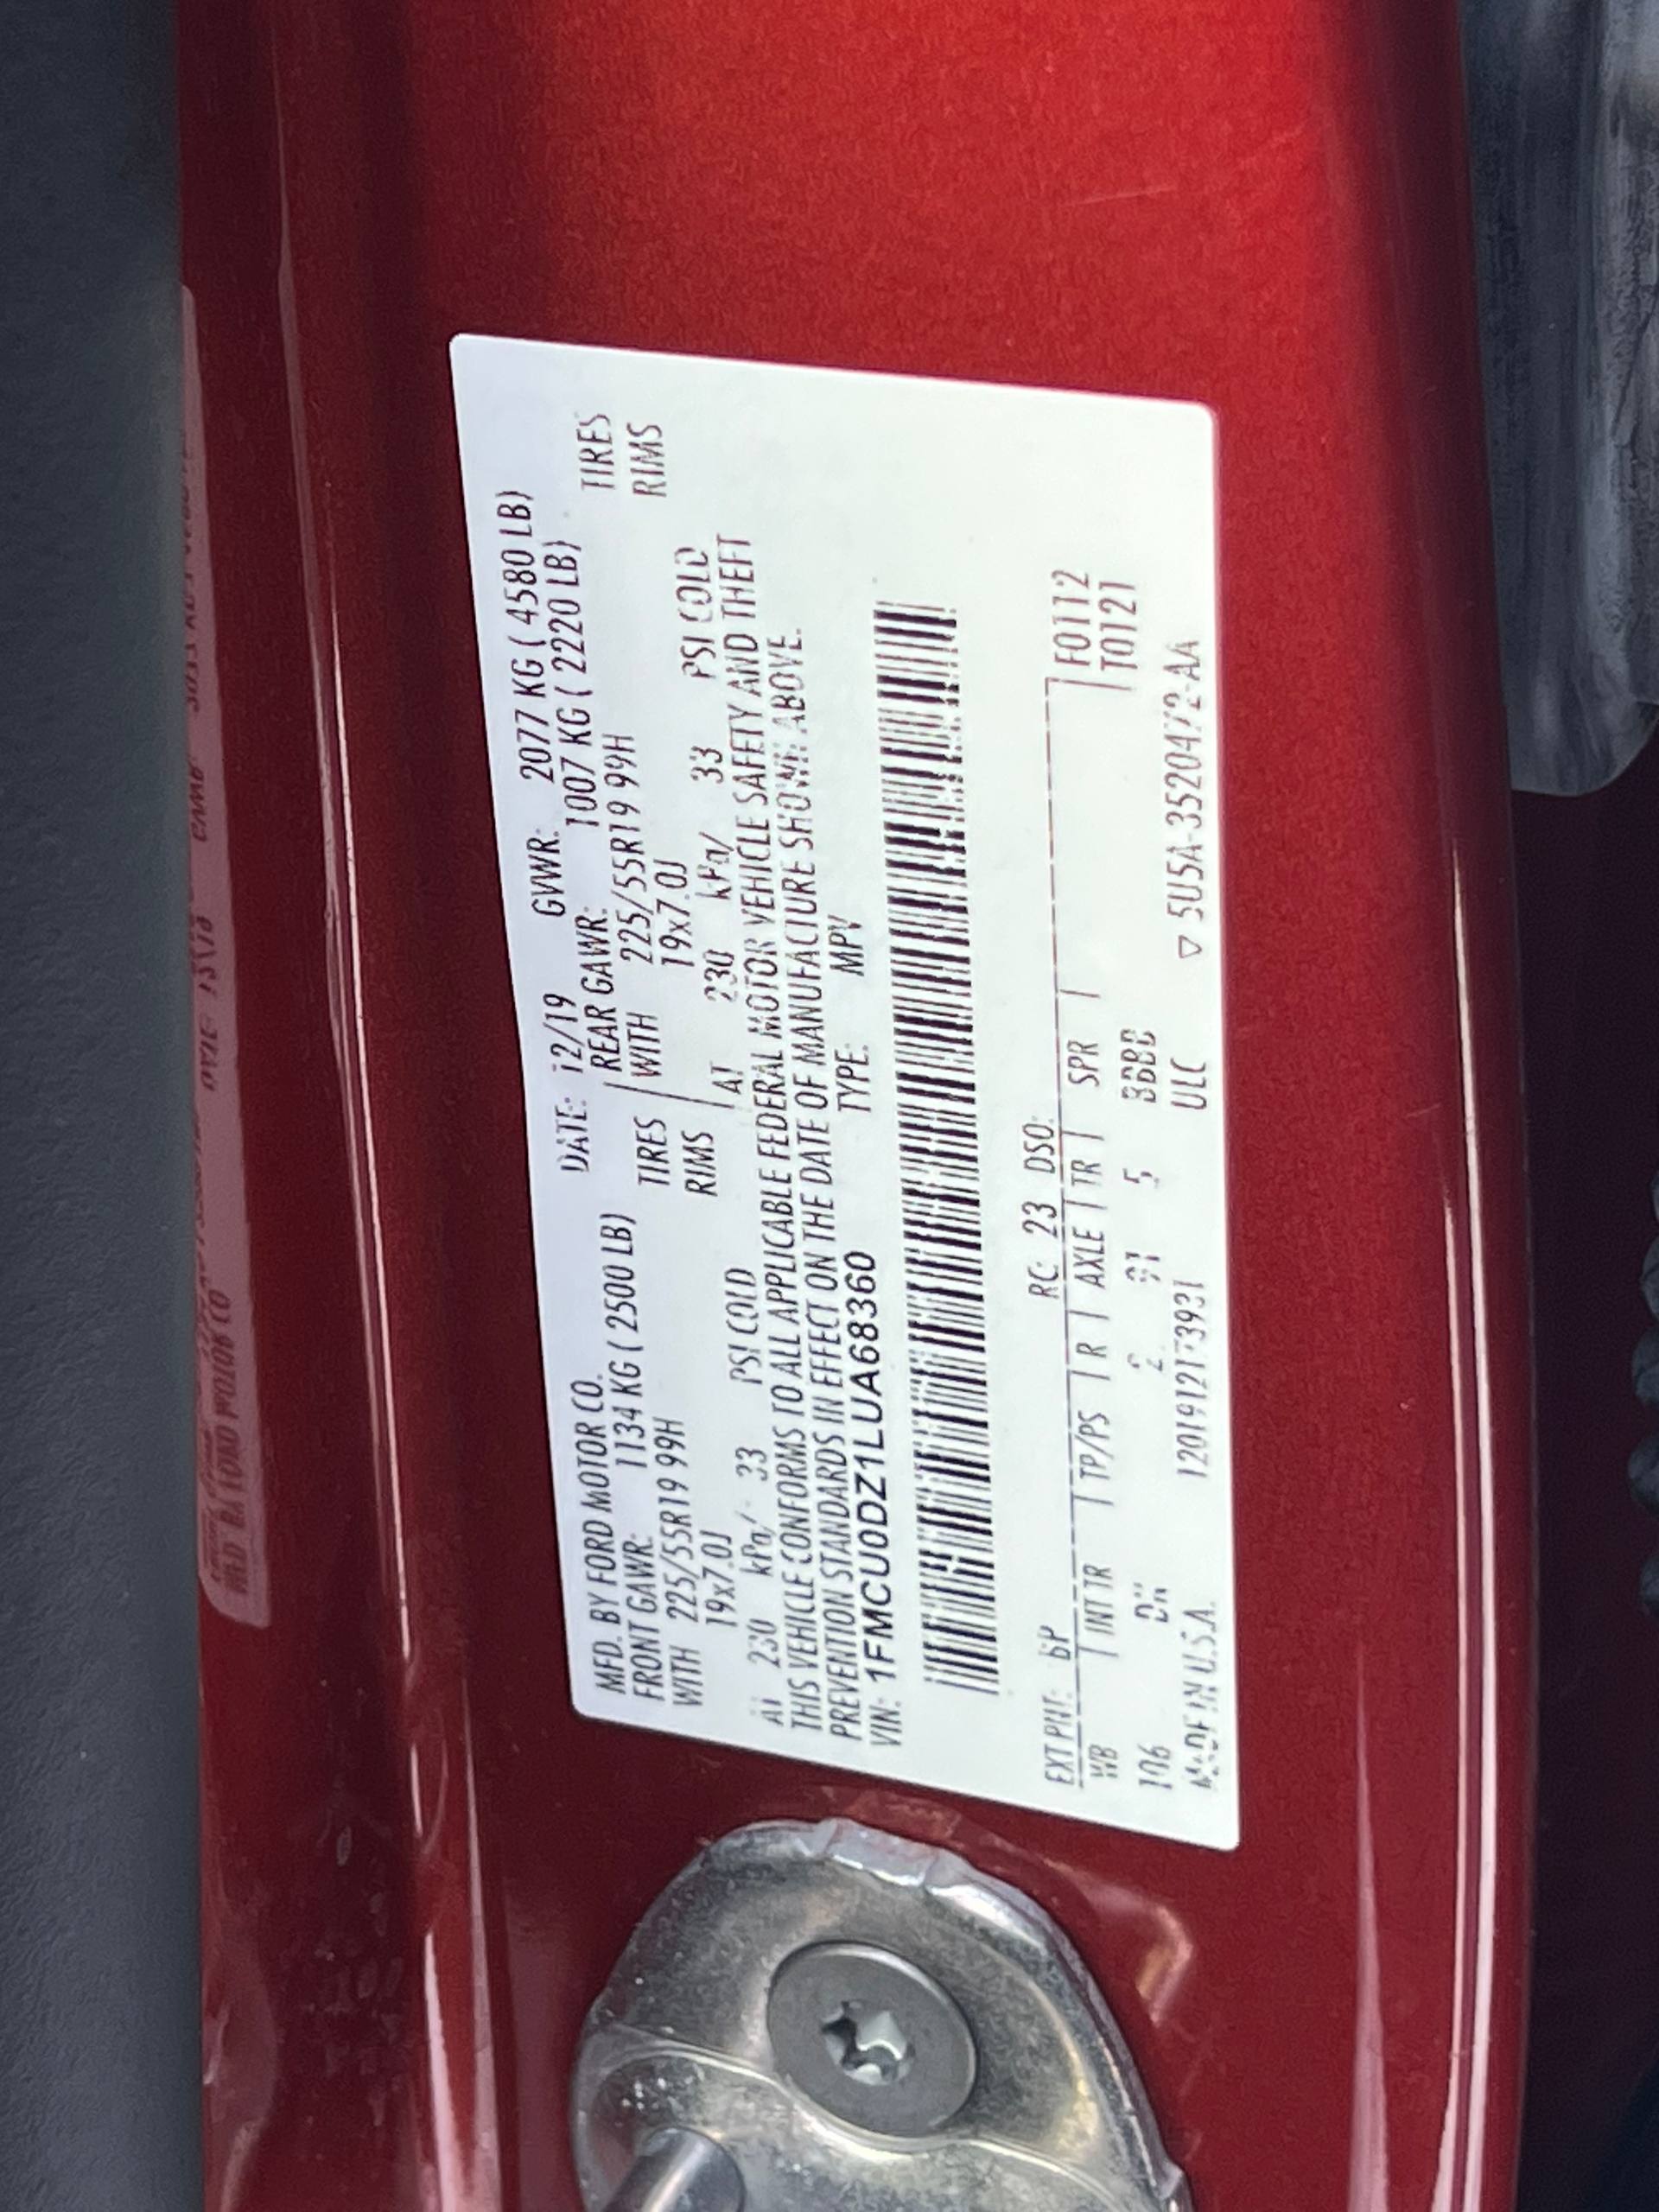 MFD. BY FORD MOTOR CO. DATE: 12/19 GVWR: 2077 KG ( 4580 LB)
FRONT GAWR: 1134 KG ( 2500 LB) REAR GAWR: 1007 KG ( 2220 LB)
WITH 225/55R19 99H TIRES WITH 225/55R19 99H TIRES
19x7.0J RIMS 19x7.0J RIMS
AT 230 kPa/ 33 PSI COLD AT 230 kPa/ 33 PSI COLD
THIS VEHICLE CONFORMS TO ALL APPLICABLE FEDERAL MOTOR VEHICLE SAFETY AND THEFT
PREVENTION STANDARDS IN EFFECT ON THE DATE OF MANUFACTURE SHOWN ABOVE.
VIN: 1FMCU0DZ1LUA68360 TYPE: MPV
EXT PNT: RC: 23 DSO:
WB | INT TR | TP/PS | R | AXLE | TR | SPR | F0112
106 5 T0121
MADE IN U.S.A. ULC ▽ 5U5A-3520472-AA